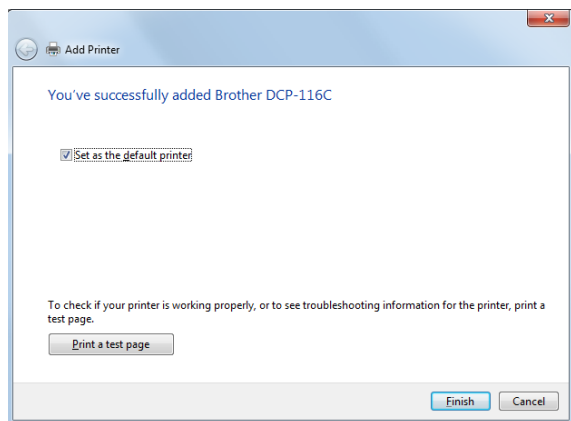 Add Printer
You've successfully added Brother DCP-116C
Set as the default printer
To check if your printer is working properly, or to see troubleshooting information for the printer, print a
test page.
Print a test page
Finish Cancel